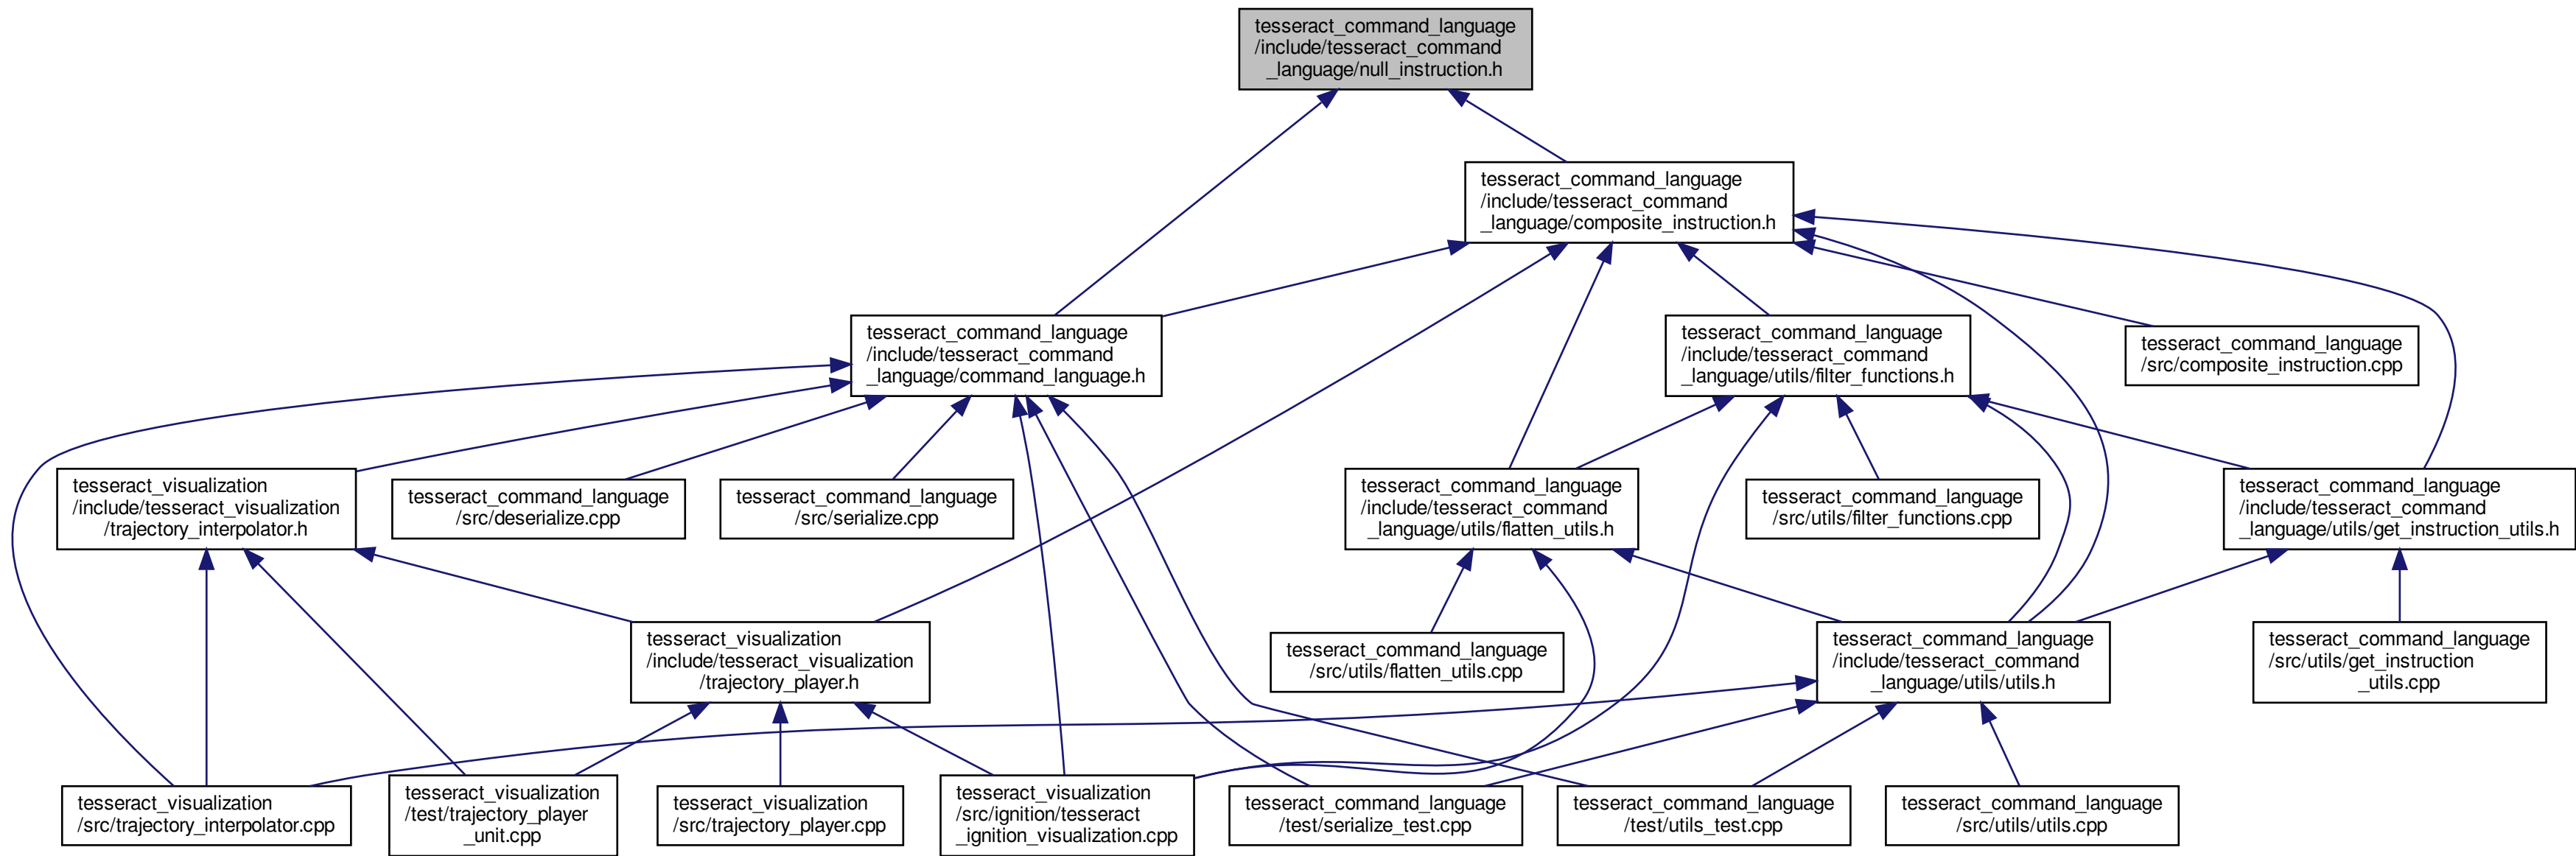 tesseract_command_language
/include/tesseract_command
_language/null_instruction.h
tesseract_command_language
/include/tesseract_command
_language/composite_instruction.h
tesseract_command_language
/include/tesseract_command
_language/command_language.h
tesseract_command_language
/include/tesseract_command
_language/utils/filter_functions.h
tesseract_command_language
/src/composite_instruction.cpp
tesseract_visualization
/include/tesseract_visualization
/trajectory_interpolator.h
tesseract_command_language
/src/deserialize.cpp
tesseract_command_language
/src/serialize.cpp
tesseract_command_language
/include/tesseract_command
_language/utils/flatten_utils.h
tesseract_command_language
/src/utils/filter_functions.cpp
tesseract_command_language
/include/tesseract_command
_language/utils/get_instruction_utils.h
tesseract_visualization
/include/tesseract_visualization
/trajectory_player.h
tesseract_command_language
/src/utils/flatten_utils.cpp
tesseract_command_language
/include/tesseract_command
_language/utils/utils.h
tesseract_command_language
/src/utils/get_instruction
_utils.cpp
tesseract_visualization
/src/trajectory_interpolator.cpp
tesseract_visualization
/test/trajectory_player
_unit.cpp
tesseract_visualization
/src/trajectory_player.cpp
tesseract_visualization
/src/ignition/tesseract
_ignition_visualization.cpp
tesseract_command_language
/test/serialize_test.cpp
tesseract_command_language
/test/utils_test.cpp
tesseract_command_language
/src/utils/utils.cpp